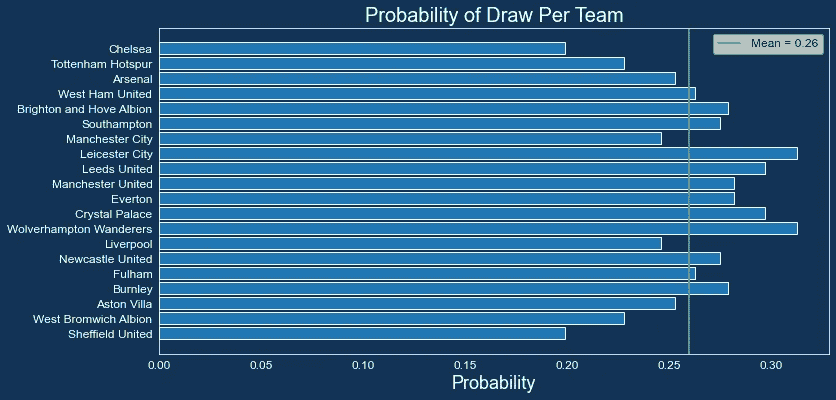 Probability of Draw Per Team
Mean = 0.26
Chelsea
Tottenham Hotspur
Arsenal
West Ham United
Brighton and Hove Albion
Southampton
Manchester City
Leicester City
Leeds United
Manchester United
Everton
Crystal Palace
Wolverhampton Wanderers
Liverpool
Newcastle United
Fulham
Burnley
Aston Villa
West Bromwich Albion
Sheffield United
0.00 0.05 0.10 0.15 0.20 0.25 0.30
Probability